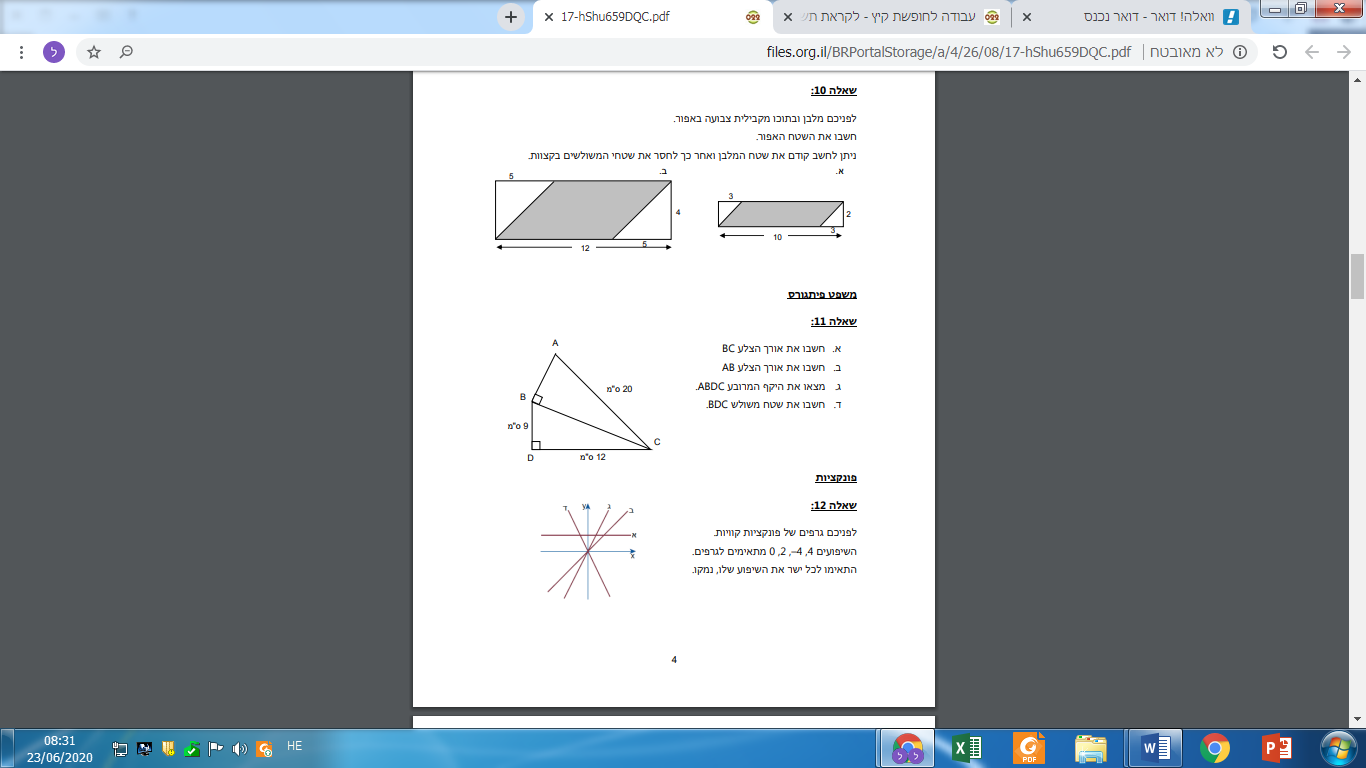 17-hShu659DQC.pdf
עבודה לחופשת קיץ - לקראת תש
וואלה! דואר - דואר נכנס
ל
files.org.il/BRPortalStorage/a/4/26/08/17-hShu659DQC.pdf
לא מאובטח
שאלה 10:
לפניכם מלבן ובתוכו מקבילית צבועה באפור.
חשבו את השטח האפור.
ניתן לחשב קודם את שטח המלבן ואחר כך לחסר את שטחי המשולשים בקצוות.
א.
3
2
3
10
ב.
5
4
5
12
משפט פיתגורס
שאלה 11:
א. חשבו את אורך הצלע BC
ב. חשבו את אורך הצלע AB
ג. מצאו את היקף המרובע ABDC.
ד. חשבו את שטח משולש BDC.
A
20 ס"מ
B
9 ס"מ
C
D
12 ס"מ
פונקציות
שאלה 12:
לפניכם גרפים של פונקציות קוויות.
השיפועים 4, 4–, 2, 0 מתאימים לגרפים.
התאימו לכל ישר את השיפוע שלו, נמקו.
ד
y
ג
ב
א
x
4
08:31
23/06/2020
HE
PDF